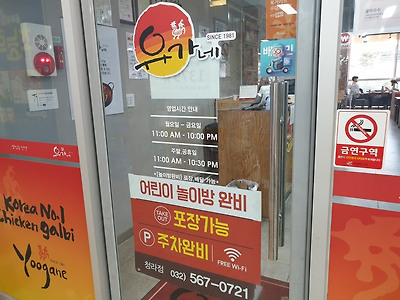 유가네
SINCE 1981
영업시간 안내
월요일 ~ 금요일
11:00 AM - 10:00 PM
주말,공휴일
11:00 AM - 10:30 PM
어린이 놀이방 완비
TAKE OUT
포장가능
P
주차완비
FREE Wi-Fi
청라점
032) 567-0721
금연구역
Korea No.1
chicken galbi
Yoogane